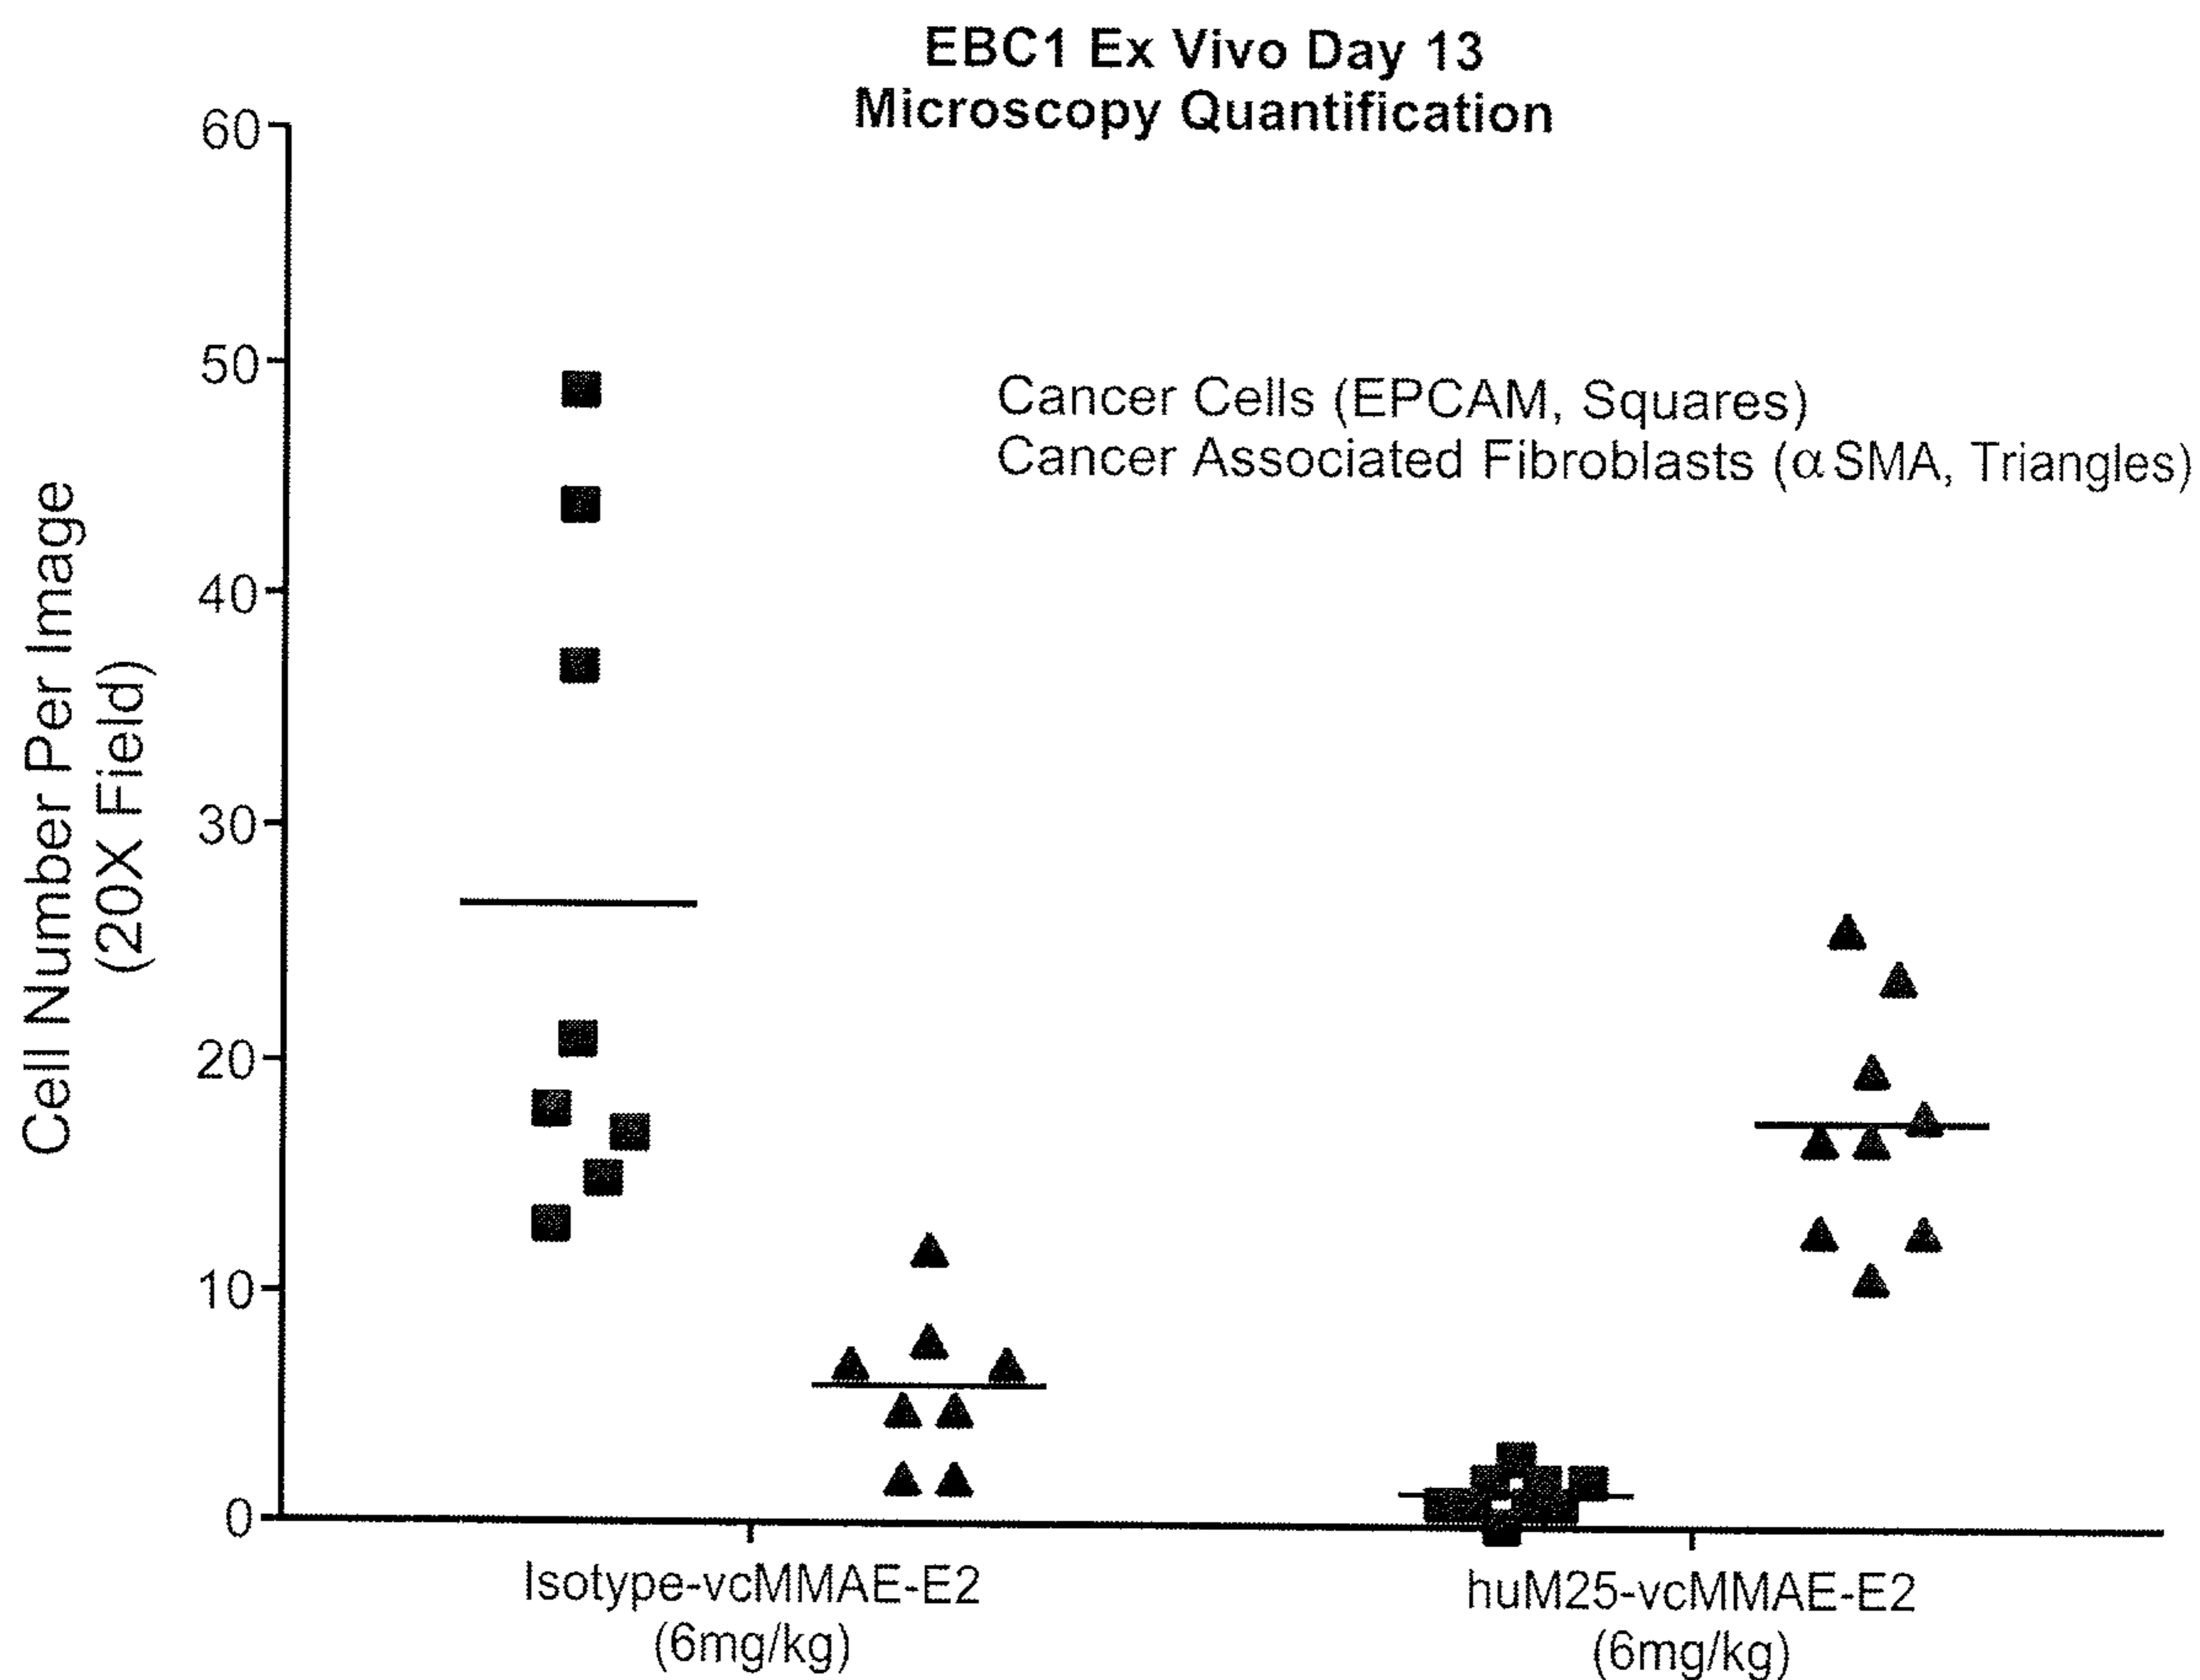 EBC1 Ex Vivo Day 13
Microscopy Quantification
60
50
40
30
20
10
0
Cell Number Per Image
(20X Field)
Cancer Cells (EPCAM, Squares)
Cancer Associated Fibroblasts (αSMA, Triangles)
Isotype-vcMMAE-E2
(6mg/kg)
huM25-vcMMAE-E2
(6mg/kg)